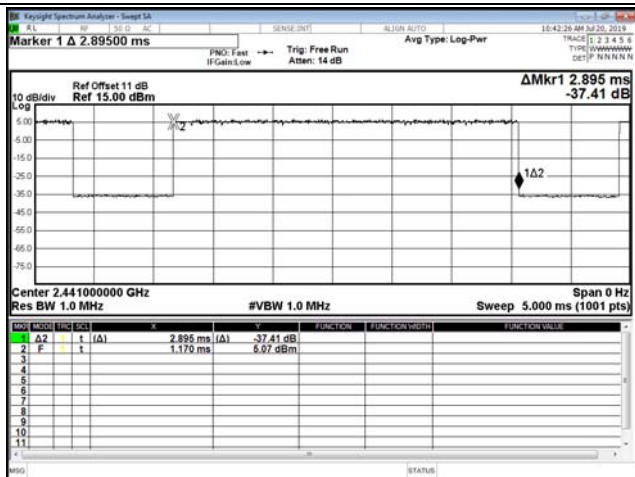 Keysight Spectrum Analyzer - Swept SA
RL RF 50 Ω AC SENSE:INT ALIGN AUTO 10:42:26 AM Jul 20, 2019
Marker 1 Δ 2.89500 ms
PNO: Fast
IFGain:Low
Trig: Free Run
Atten: 14 dB
Avg Type: Log-Pwr
TRACE 1 2 3 4 5 6
TYPE WWWWWW
DET P N N N N N
ΔMkr1 2.895 ms
-37.41 dB
Ref Offset 11 dB
10 dB/div Ref 15.00 dBm
Log
5.00
-5.00
-15.0
-25.0
-35.0
-45.0
-55.0
-65.0
-75.0
2
1Δ2
Center 2.441000000 GHz Span 0 Hz
Res BW 1.0 MHz #VBW 1.0 MHz Sweep 5.000 ms (1001 pts)
MKR MODE TRC SCL X Y FUNCTION FUNCTION WIDTH FUNCTION VALUE
1 Δ2 1 t (Δ) 2.895 ms (Δ) -37.41 dB
2 F 1 t 1.170 ms 5.07 dBm
3
4
5
6
7
8
9
10
11
MSG STATUS